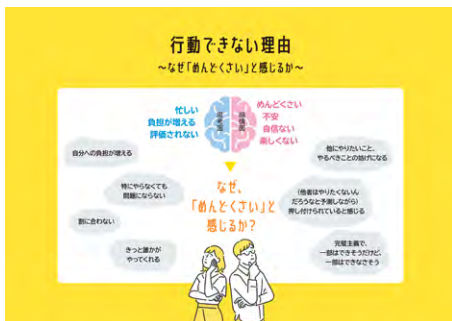 行動できない理由
〜なぜ「めんどくさい」と感じるか〜
忙しい
負担が増える
評価されない
思考面
感情面
めんどくさい
不安
自信ない
楽しくない
自分への負担が増える
特にやらなくても
問題にならない
割に合わない
きっと誰かが
やってくれる
なぜ、
「めんどくさい」と
感じるか?
他にやりたいこと、
やるべきことの妨げになる
(他者はやりたくないん
だろうなと予測しながら)
押し付けられていると感じる
完璧主義で、
一部はできそうだけど、
一部はできなさそう